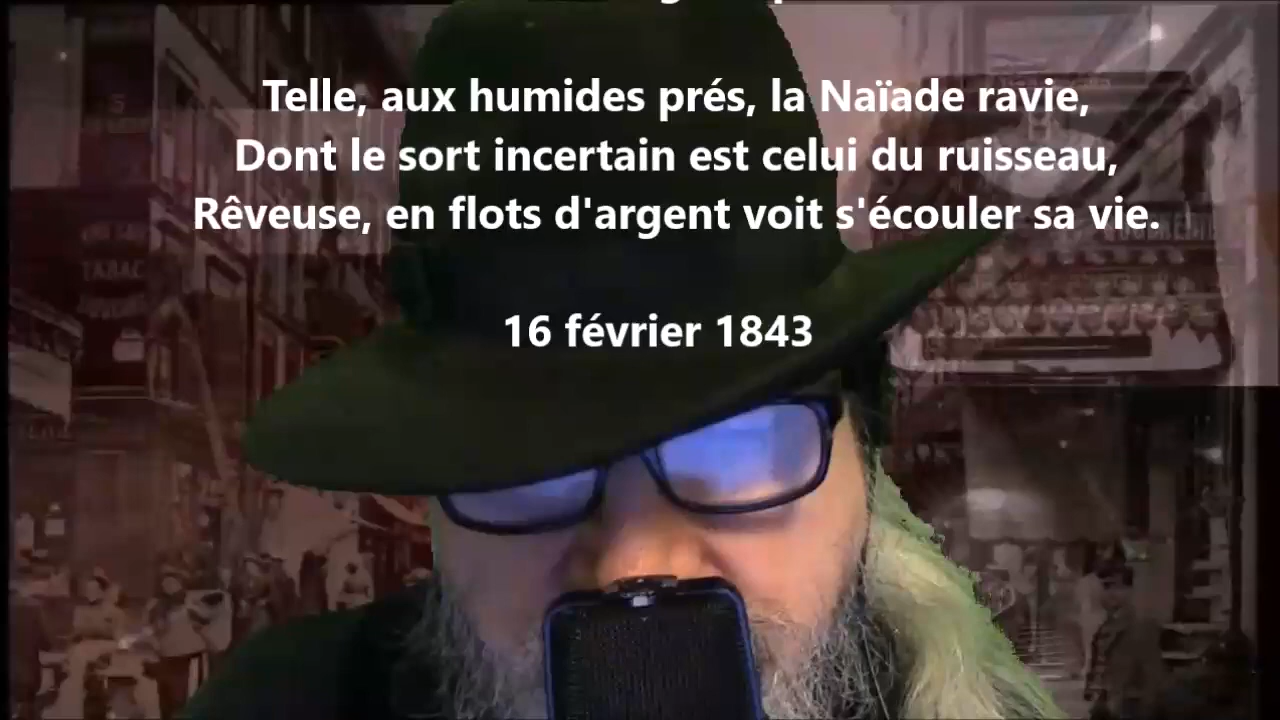 Telle, aux humides prés, la Naïade ravie,
Dont le sort incertain est celui du ruisseau,
Rêveuse, en flots d'argent voit s'écouler sa vie.
16 février 1843
TABAC